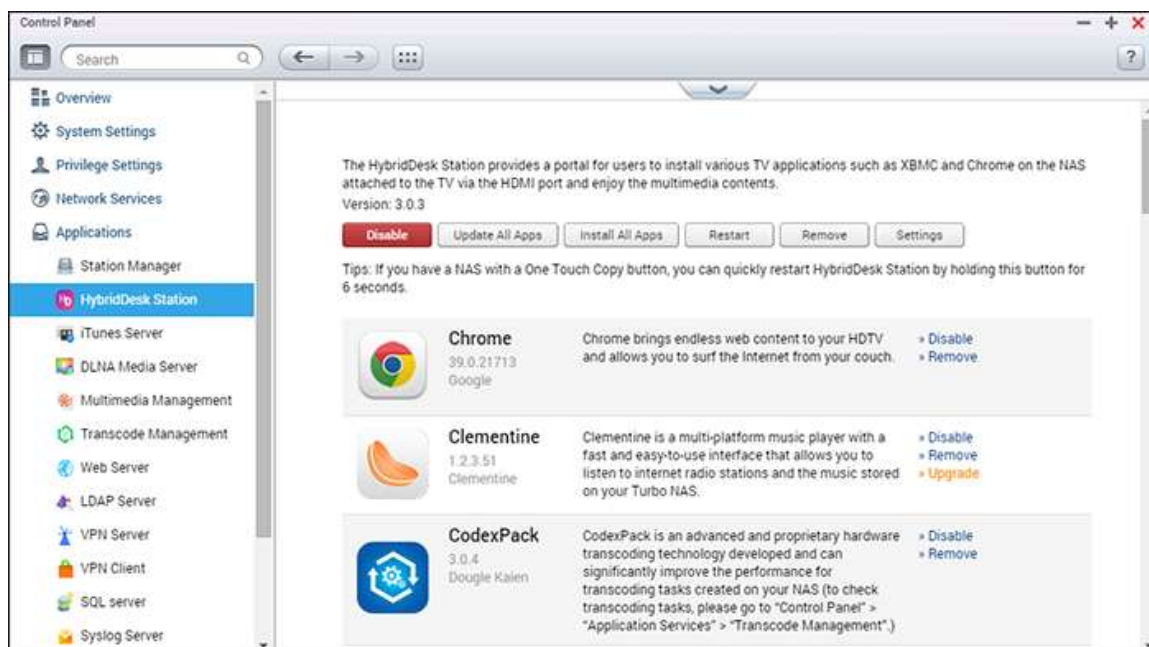 Control Panel
Search
?
Overview
System Settings
Privilege Settings
Network Services
Applications
Station Manager
HybridDesk Station
iTunes Server
DLNA Media Server
Multimedia Management
Transcode Management
Web Server
LDAP Server
VPN Server
VPN Client
SQL server
Syslog Server
The HybridDesk Station provides a portal for users to install various TV applications such as XBMC and Chrome on the NAS
attached to the TV via the HDMI port and enjoy the multimedia contents.
Version: 3.0.3
Disable Update All Apps Install All Apps Restart Remove Settings
Tips: If you have a NAS with a One Touch Copy button, you can quickly restart HybridDesk Station by holding this button for
6 seconds.
Chrome
39.0.21713
Google
Chrome brings endless web content to your HDTV
and allows you to surf the Internet from your couch.
» Disable
» Remove
Clementine
1.2.3.51
Clementine
Clementine is a multi-platform music player with a
fast and easy-to-use interface that allows you to
listen to internet radio stations and the music stored
on your Turbo NAS.
» Disable
» Remove
» Upgrade
CodexPack
3.0.4
Dougle Kaien
CodexPack is an advanced and proprietary hardware
transcoding technology developed and can
significantly improve the performance for
transcoding tasks created on your NAS (to check
transcoding tasks, please go to "Control Panel" >
"Application Services" > "Transcode Management".)
» Disable
» Remove